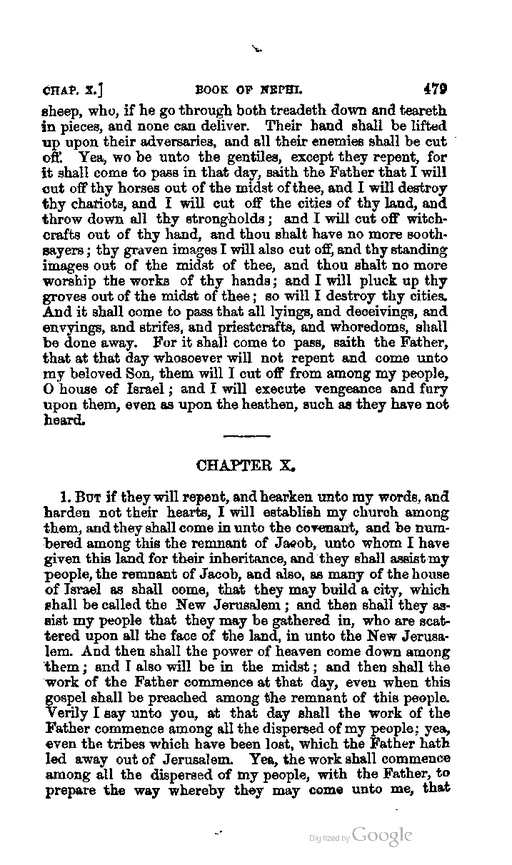 CHAP. X.] BOOK OF NEPHI. 479
sheep, who, if he go through both treadeth down and teareth
in pieces, and none can deliver. Their hand shall be lifted
up upon their adversaries, and all their enemies shall be cut
off. Yea, wo be unto the gentiles, except they repent, for
it shall come to pass in that day, saith the Father that I will
cut off thy horses out of the midst of thee, and I will destroy
thy chariots, and I will cut off the cities of thy land, and
throw down all thy strongholds; and I will cut off witch-
crafts out of thy hand, and thou shalt have no more sooth-
sayers; thy graven images I will also cut off, and thy standing
images out of the midst of thee, and thou shalt no more
worship the works of thy hands; and I will pluck up thy
groves out of the midst of thee; so will I destroy thy cities.
And it shall come to pass that all lyings, and deceivings, and
envyings, and strifes, and priestcrafts, and whoredoms, shall
be done away. For it shall come to pass, saith the Father,
that at that day whosoever will not repent and come unto
my beloved Son, them will I cut off from among my people,
O house of Israel; and I will execute vengeance and fury
upon them, even as upon the heathen, such as they have not
heard.
CHAPTER X.
1. BUT if they will repent, and hearken unto my words, and
harden not their hearts, I will establish my church among
them, and they shall come in unto the covenant, and be num-
bered among this the remnant of Jacob, unto whom I have
given this land for their inheritance, and they shall assist my
people, the remnant of Jacob, and also, as many of the house
of Israel as shall come, that they may build a city, which
shall be called the New Jerusalem; and then shall they as-
sist my people that they may be gathered in, who are scat-
tered upon all the face of the land, in unto the New Jerusa-
lem. And then shall the power of heaven come down among
them; and I also will be in the midst; and then shall the
work of the Father commence at that day, even when this
gospel shall be preached among the remnant of this people.
Verily I say unto you, at that day shall the work of the
Father commence among all the dispersed of my people; yea,
even the tribes which have been lost, which the Father hath
led away out of Jerusalem. Yea, the work shall commence
among all the dispersed of my people, with the Father, to
prepare the way whereby they may come unto me, that
Digitized by Google